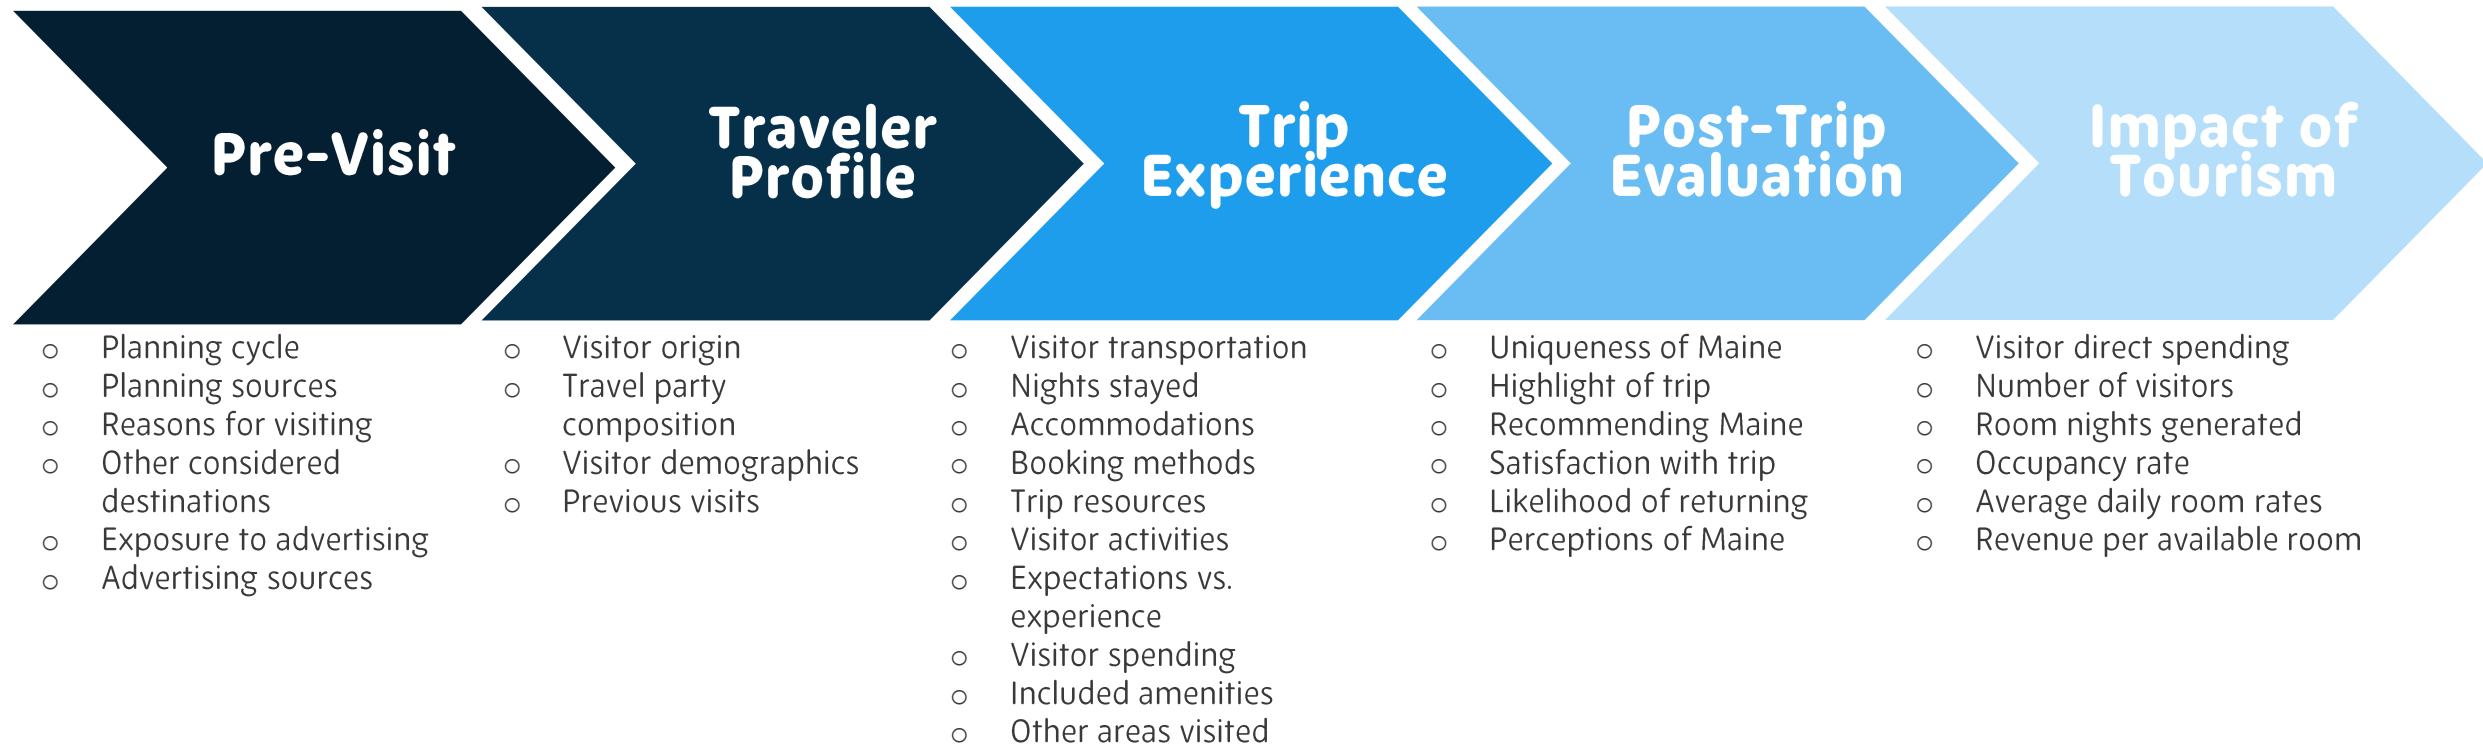 Pre-Visit
○ Planning cycle
○ Planning sources
○ Reasons for visiting
○ Other considered
destinations
○ Exposure to advertising
○ Advertising sources
Traveler
Profile
○ Visitor origin
○ Travel party
composition
○ Visitor demographics
○ Previous visits
Trip
Experience
○ Visitor transportation
○ Nights stayed
○ Accommodations
○ Booking methods
○ Trip resources
○ Visitor activities
○ Expectations vs.
experience
○ Visitor spending
○ Included amenities
○ Other areas visited
Post-Trip
Evaluation
○ Uniqueness of Maine
○ Highlight of trip
○ Recommending Maine
○ Satisfaction with trip
○ Likelihood of returning
○ Perceptions of Maine
Impact of
Tourism
○ Visitor direct spending
○ Number of visitors
○ Room nights generated
○ Occupancy rate
○ Average daily room rates
○ Revenue per available room